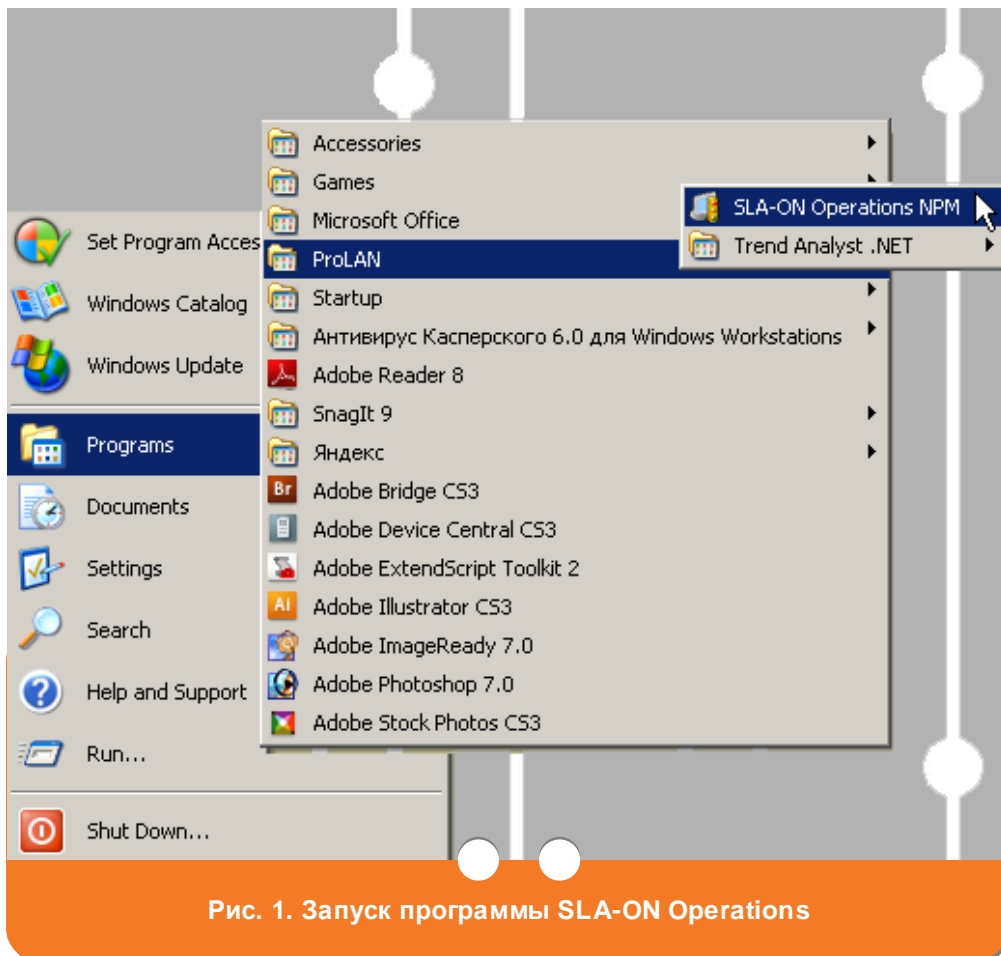 Set Program Acces
Windows Catalog
Windows Update
Programs
Documents
Settings
Search
Help and Support
Run...
Shut Down...
Accessories
Games
Microsoft Office
ProLAN
Startup
Антивирус Касперского 6.0 для Windows Workstations
Adobe Reader 8
SnagIt 9
Яндекс
Br Adobe Bridge CS3
Adobe Device Central CS3
Adobe ExtendScript Toolkit 2
Ai Adobe Illustrator CS3
Adobe ImageReady 7.0
Adobe Photoshop 7.0
Adobe Stock Photos CS3
SLA-ON Operations NPM
Trend Analyst .NET
Рис. 1. Запуск программы SLA-ON Operations